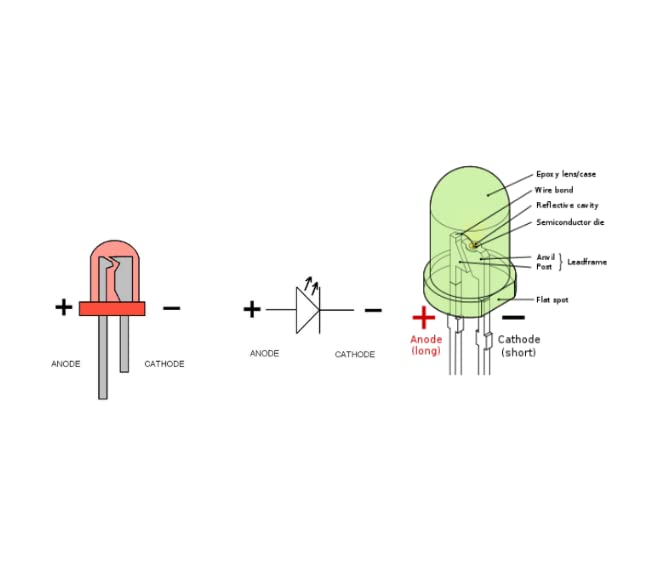 Epoxy lens/case
Wire bond
Reflective cavity
Semiconductor die
Anvil
Post
Leadframe
Flat spot
+ −
+ −
+ −
Anode
(long)
Cathode
(short)
ANODE
CATHODE
ANODE
CATHODE